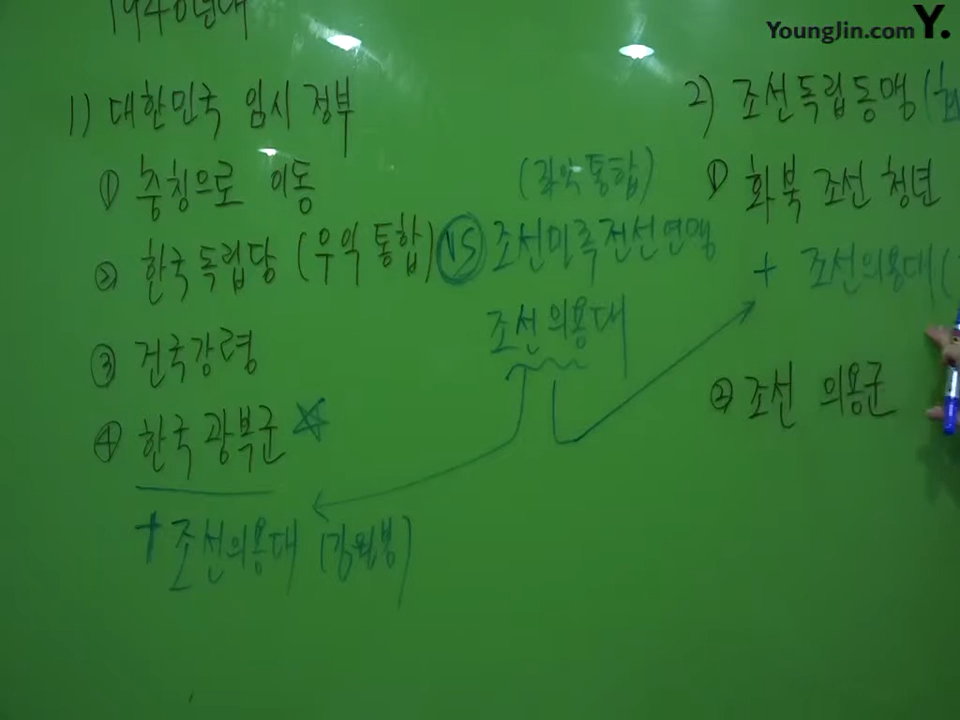 YoungJin.com Y.
1940년대
1) 대한민국 임시 정부
① 충칭으로 이동
② 한국독립당 (우익 통합)
③ 건국강령
④ 한국 광복군 ☆
+ 조선의용대 (김원봉)
VS
(좌익 통합)
조선민족전선연맹
조선 의용대
2) 조선독립동맹 (
① 화북 조선 청년
+ 조선의용대 (
② 조선 의용군